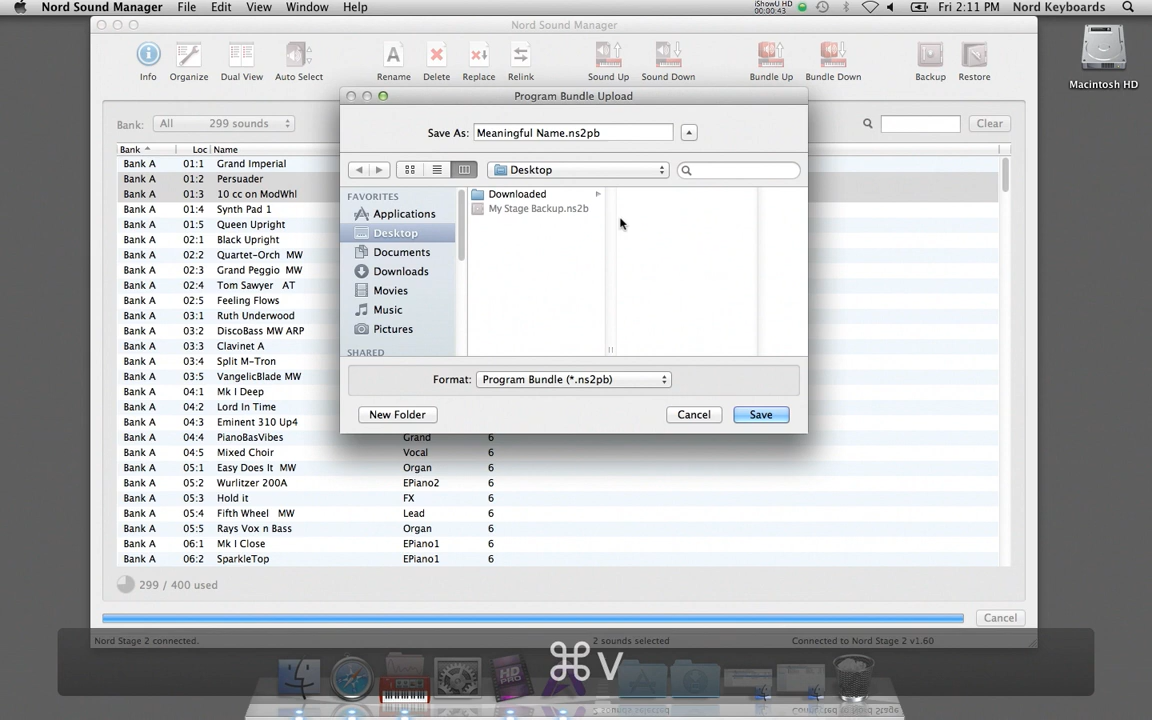 Nord Sound Manager File Edit View Window Help
iShowU HD
00:00:43
Fri 2:11 PM Nord Keyboards
Nord Sound Manager
Info Organize Dual View Auto Select Rename Delete Replace Relink Sound Up Sound Down Bundle Up Bundle Down Backup Restore
Macintosh HD
Program Bundle Upload
Save As: Meaningful Name.ns2pb
Desktop
FAVORITES
Applications
Desktop
Documents
Downloads
Movies
Music
Pictures
SHARED
Downloaded
My Stage Backup.ns2b
Format: Program Bundle (*.ns2pb)
New Folder Cancel Save
Bank: All 299 sounds Clear
Bank Loc Name
Bank A 01:1 Grand Imperial
Bank A 01:2 Persuader
Bank A 01:3 10 cc on ModWhl
Bank A 01:4 Synth Pad 1
Bank A 01:5 Queen Upright
Bank A 02:1 Black Upright
Bank A 02:2 Quartet-Orch MW
Bank A 02:3 Grand Peggio MW
Bank A 02:4 Tom Sawyer AT
Bank A 02:5 Feeling Flows
Bank A 03:1 Ruth Underwood
Bank A 03:2 DiscoBass MW ARP
Bank A 03:3 Clavinet A
Bank A 03:4 Split M-Tron
Bank A 03:5 VangelicBlade MW
Bank A 04:1 Mk I Deep
Bank A 04:2 Lord In Time
Bank A 04:3 Eminent 310 Up4
Bank A 04:4 PianoBasVibes Grand 6
Bank A 04:5 Mixed Choir Vocal 6
Bank A 05:1 Easy Does It MW Organ 6
Bank A 05:2 Wurlitzer 200A EPiano2 6
Bank A 05:3 Hold it FX 6
Bank A 05:4 Fifth Wheel MW Lead 6
Bank A 05:5 Rays Vox n Bass Organ 6
Bank A 06:1 Mk I Close EPiano1 6
Bank A 06:2 SparkleTop EPiano1 6
299 / 400 used
Cancel
Nord Stage 2 connected. 2 sounds selected Connected to Nord Stage 2 v1.60
⌘V
HD
PRO